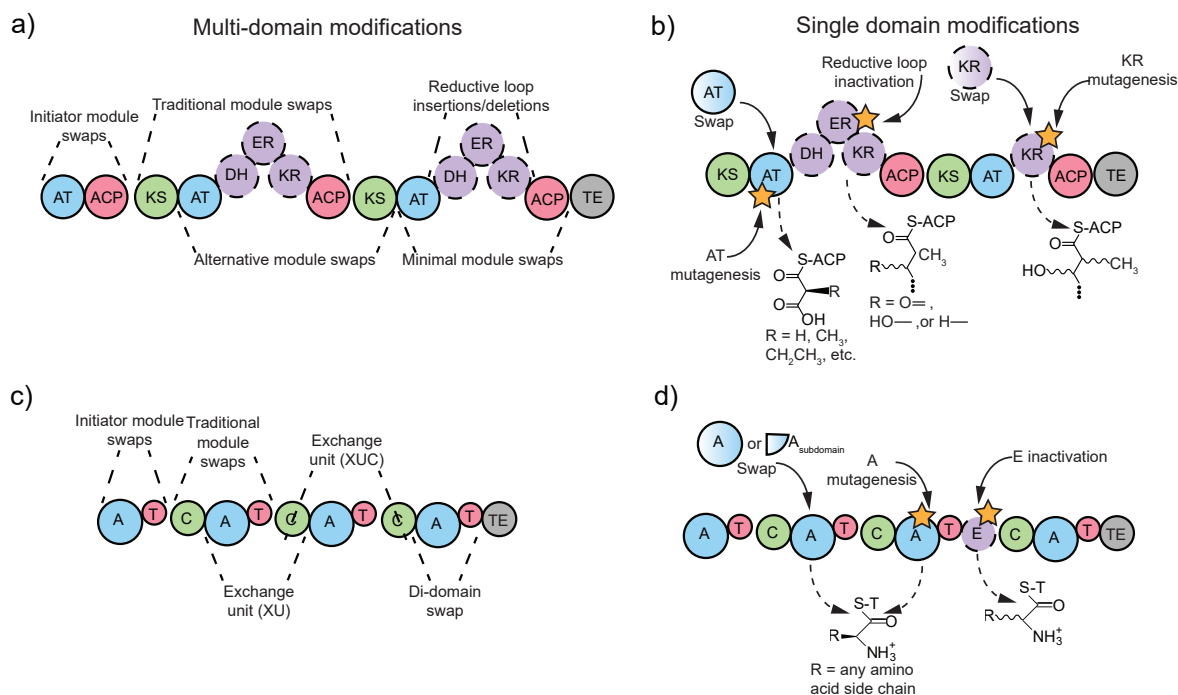 a)
Multi-domain modifications
Initiator module
swaps
Traditional module swaps
Reductive loop
insertions/deletions
ER
ER
DH
KR
DH
KR
AT
ACP
KS
AT
ACP
KS
AT
ACP
TE
Alternative module swaps
Minimal module swaps
b)
Single domain modifications
AT
Swap
Reductive loop
inactivation
KR
Swap
KR
mutagenesis
ER
DH
KR
KR
KS
AT
ACP
KS
AT
ACP
TE
AT
mutagenesis
S-ACP
O
R
O
OH
R = H, CH₃,
CH₂CH₃, etc.
S-ACP
O
CH₃
R
R = O=,
HO— ,or H—
S-ACP
O
HO
CH₃
c)
Initiator module
swaps
Traditional
module
swaps
Exchange
unit (XUC)
A
T
C
A
T
C
A
T
C
A
T
TE
Exchange
unit (XU)
Di-domain
swap
d)
A
or
A subdomain
Swap
A
mutagenesis
E inactivation
A
T
C
A
T
C
A
T
E
C
A
T
TE
S-T
O
R
NH₃⁺
R = any amino
acid side chain
S-T
O
R
NH₃⁺